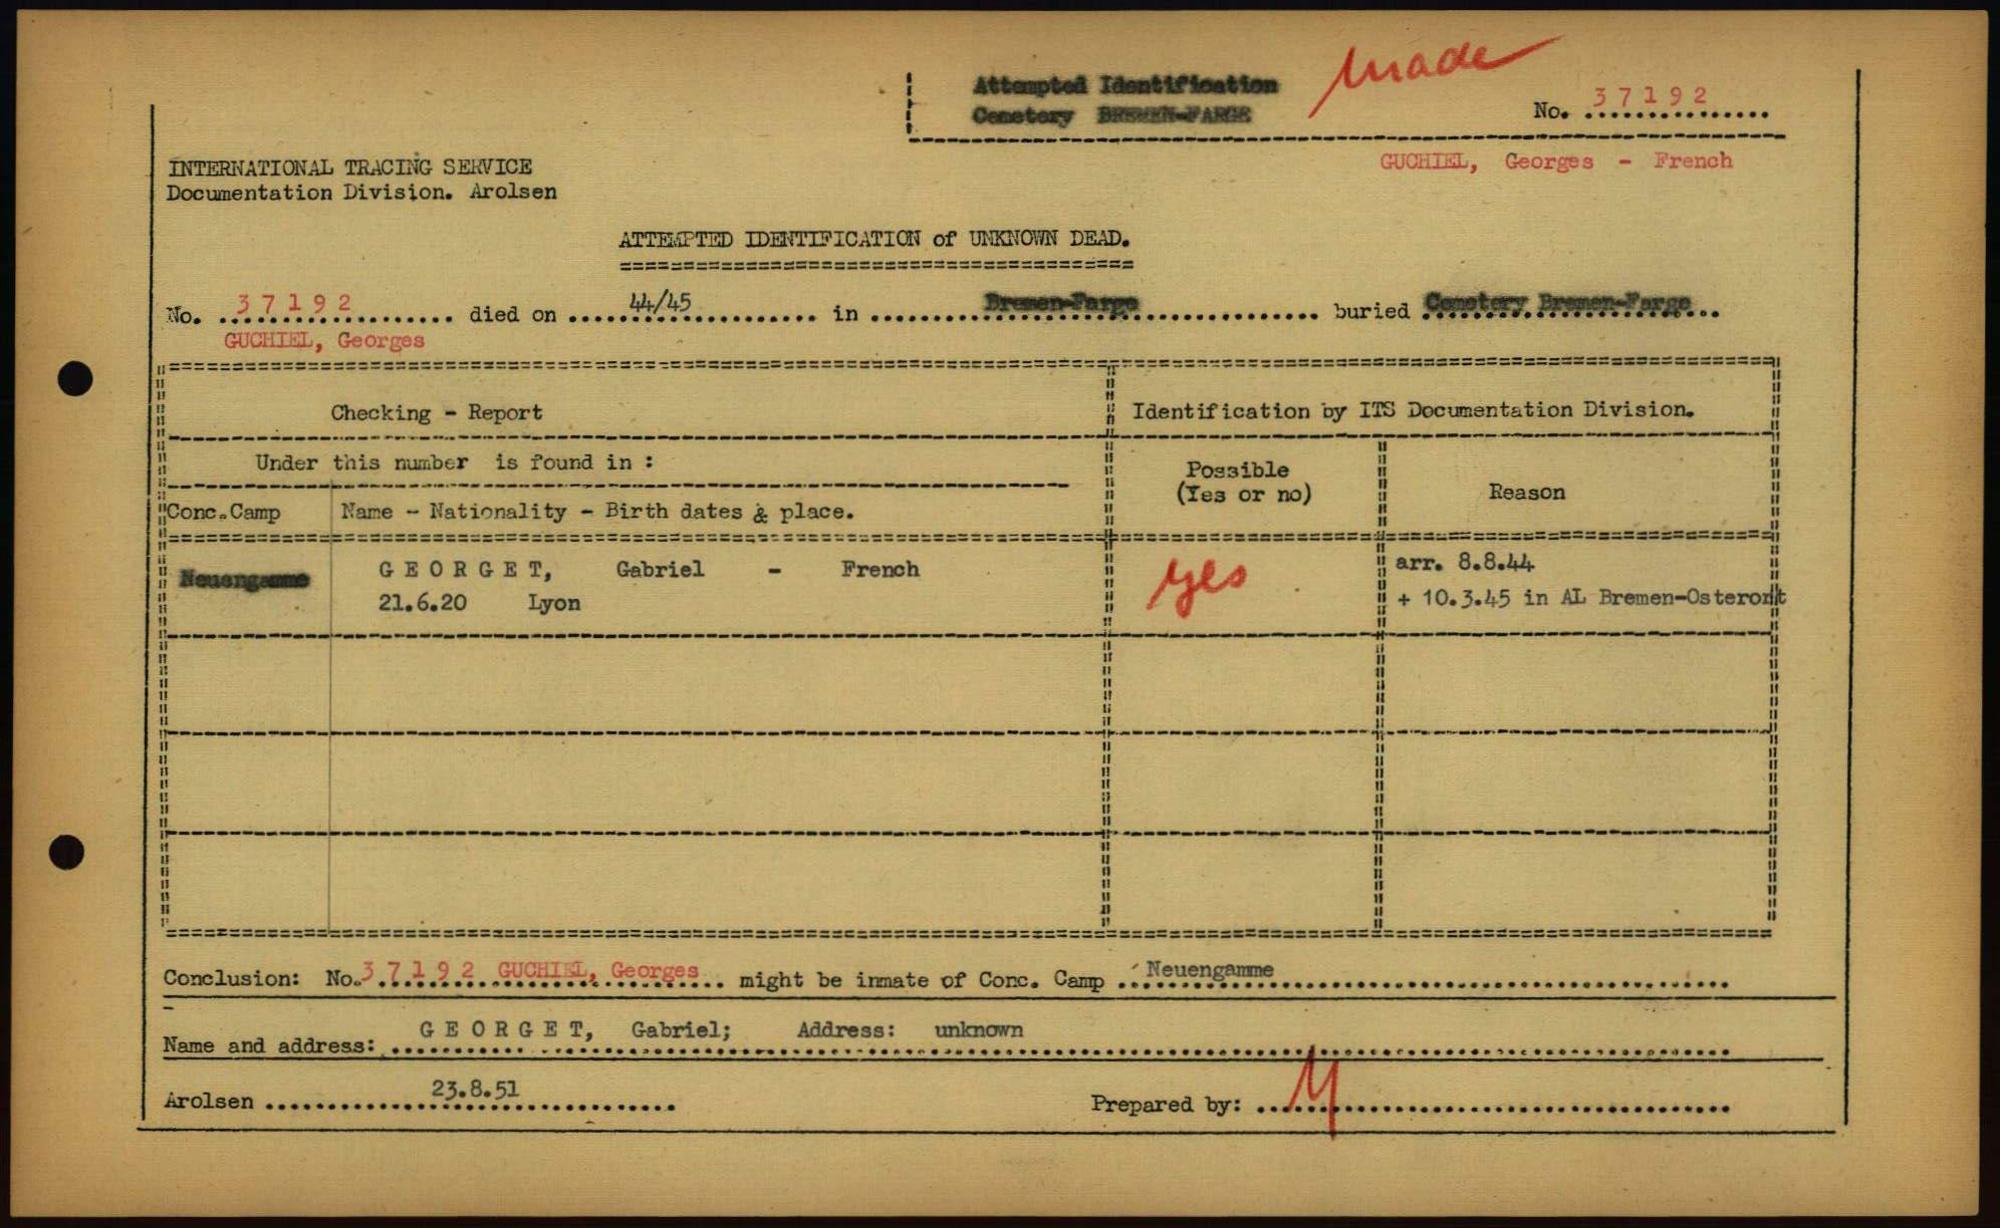 Attempted Identification
Cemetery BREMEN-FARGE
made
No. 37192
GUCHIEL, Georges - French
INTERNATIONAL TRACING SERVICE
Documentation Division. Arolsen
ATTEMPTED IDENTIFICATION of UNKNOWN DEAD.
No. 37192 died on 44/45 in Bremen-Farge buried Cemetery Bremen-Farge
GUCHIEL, Georges
Checking - Report
Identification by ITS Documentation Division.
Under this number is found in :
Possible
(Yes or no)
Reason
Conc.Camp
Name - Nationality - Birth dates & place.
Neuengamme
G E O R G E T, Gabriel - French
21.6.20 Lyon
yes
arr. 8.8.44
+ 10.3.45 in AL Bremen-Osterort
Conclusion: No. 37192 GUCHIEL, Georges might be inmate of Conc. Camp Neuengamme
Name and address: G E O R G E T, Gabriel; Address: unknown
Arolsen 23.8.51
Prepared by: